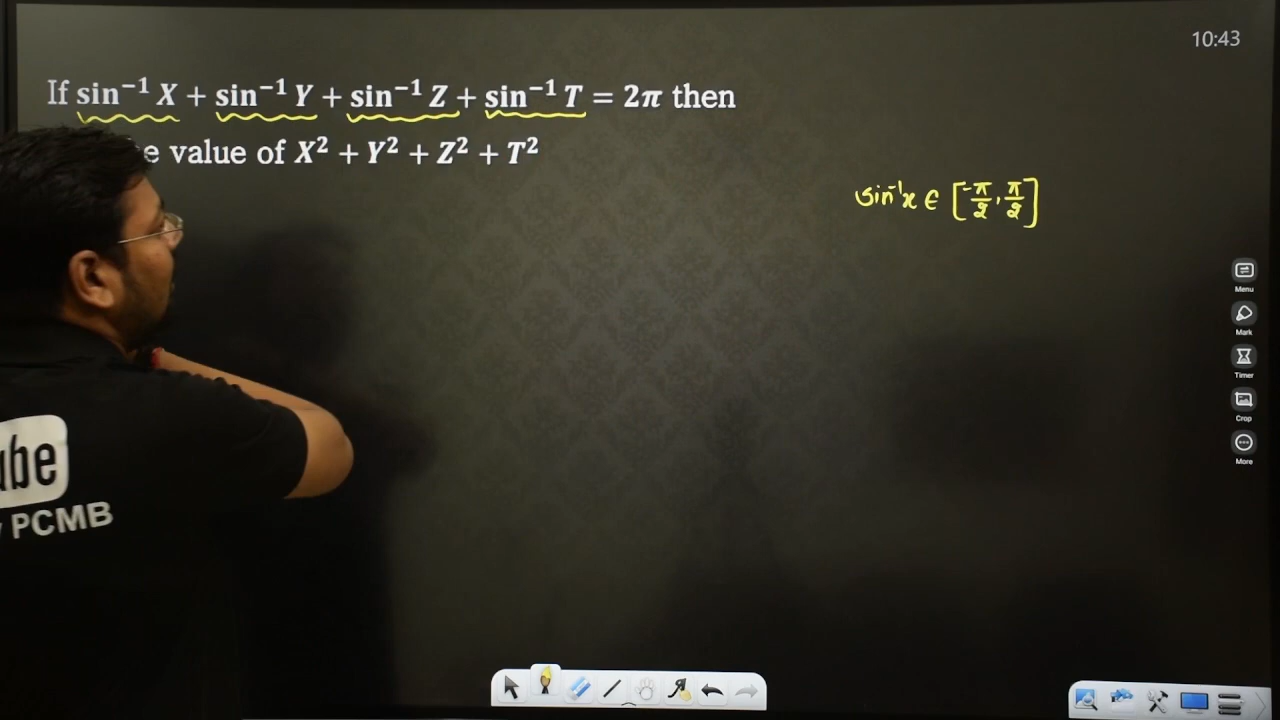 10:43
If sin⁻¹ X + sin⁻¹ Y + sin⁻¹ Z + sin⁻¹ T = 2π then
value of X² + Y² + Z² + T²
sin⁻¹x ∈ [-π/2, π/2]
Menu
Mark
Timer
Crop
More
PCMB